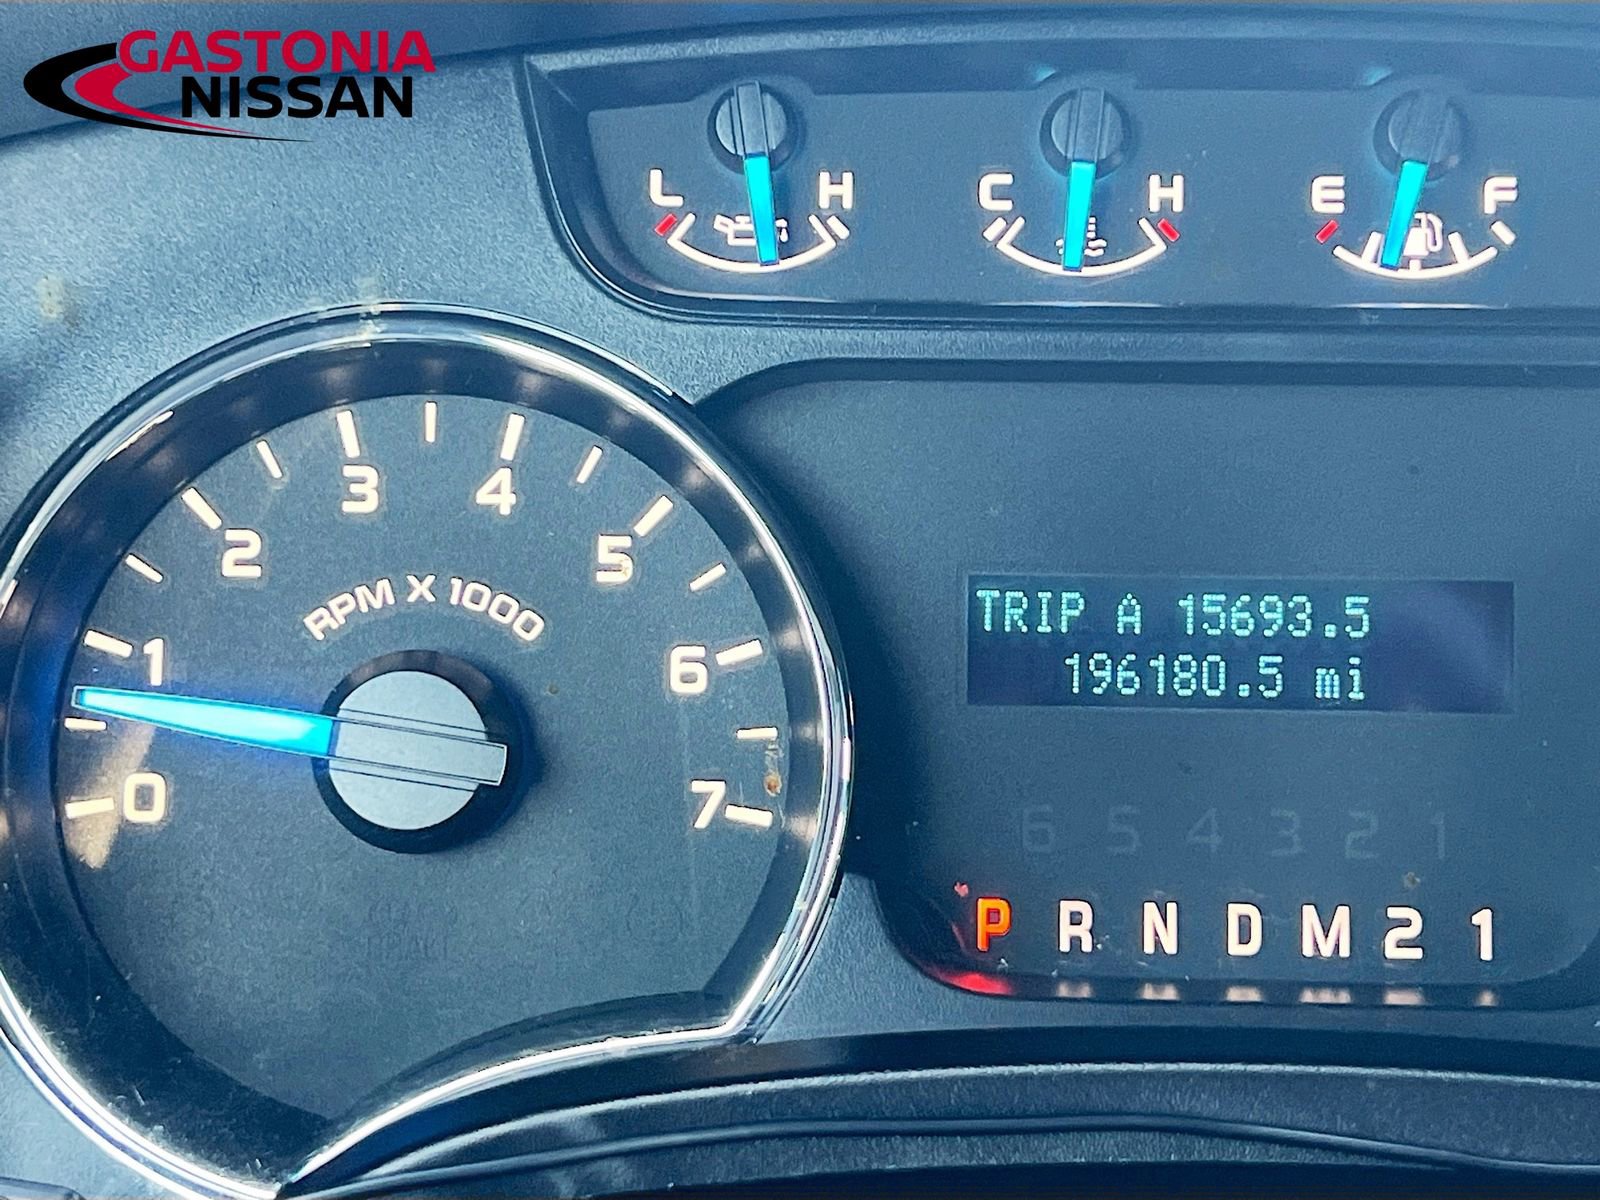 GASTONIA
NISSAN
L H
C H
E F
0 1 2 3 4 5 6 7
RPM X 1000
TRIP A 15693.5
196180.5 mi
6 5 4 3 2 1
P R N D M 2 1